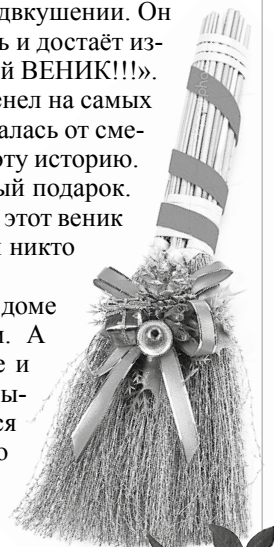 двкушении. Он
ь и достаёт из-
й ВЕНИК!!!».
енел на самых
алась от сме-
оту историю.
ый подарок.
этот веник
никто
доме
и. А
е и
ы-
ся
о